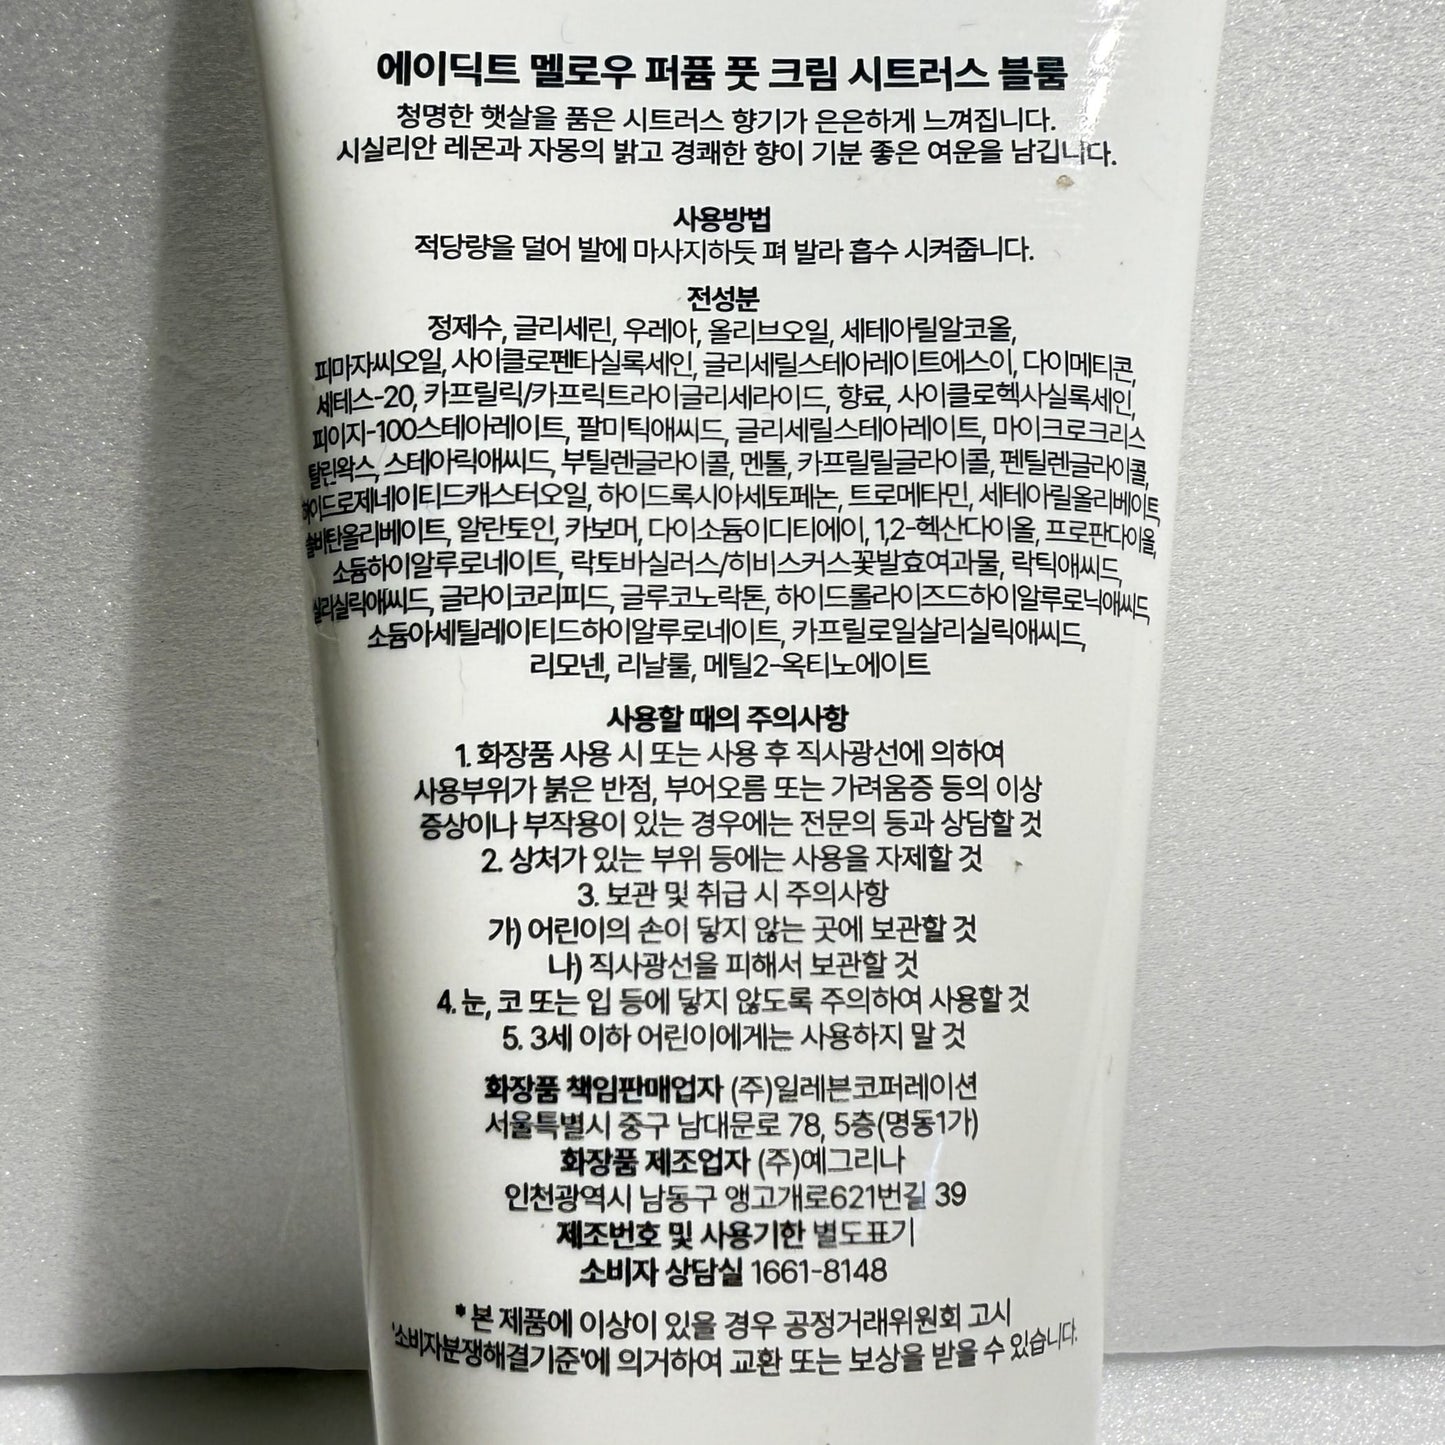 에이딕트 멜로우 퍼퓸 풋 크림 시트러스 블룸
청명한 햇살을 품은 시트러스 향기가 은은하게 느껴집니다.
시실리안 레몬과 자몽의 밝고 경쾌한 향이 기분 좋은 여운을 남깁니다.
사용방법
적당량을 덜어 발에 마사지하듯 펴 발라 흡수 시켜줍니다.
전성분
정제수, 글리세린, 우레아, 올리브오일, 세테아릴알코올,
피마자씨오일, 사이클로펜타실록세인, 글리세릴스테아레이트에스이, 다이메티콘,
세테스-20, 카프릴릭/카프릭트라이글리세라이드, 향료, 사이클로헥사실록세인,
피이지-100스테아레이트, 팔미틱애씨드, 글리세릴스테아레이트, 마이크로크리스
탈린왁스, 스테아릭애씨드, 부틸렌글라이콜, 멘톨, 카프릴릴글라이콜, 펜틸렌글라이콜,
하이드로제네이티드캐스터오일, 하이드록시아세토페논, 트로메타민, 세테아릴올리베이트,
솔비탄올리베이트, 알란토인, 카보머, 다이소듐이디티에이, 1,2-헥산다이올, 프로판다이올,
소듐하이알루로네이트, 락토바실러스/히비스커스꽃발효여과물, 락틱애씨드,
살리실릭애씨드, 글라이코리피드, 글루코노락톤, 하이드롤라이즈드하이알루로닉애씨드,
소듐아세틸레이티드하이알루로네이트, 카프릴로일살리실릭애씨드,
리모넨, 리날룰, 메틸2-옥티노에이트
사용할 때의 주의사항
1. 화장품 사용 시 또는 사용 후 직사광선에 의하여
사용부위가 붉은 반점, 부어오름 또는 가려움증 등의 이상
증상이나 부작용이 있는 경우에는 전문의 등과 상담할 것
2. 상처가 있는 부위 등에는 사용을 자제할 것
3. 보관 및 취급 시 주의사항
가) 어린이의 손이 닿지 않는 곳에 보관할 것
나) 직사광선을 피해서 보관할 것
4. 눈, 코 또는 입 등에 닿지 않도록 주의하여 사용할 것
5. 3세 이하 어린이에게는 사용하지 말 것
화장품 책임판매업자 (주)일레븐코퍼레이션
서울특별시 중구 남대문로 78, 5층(명동1가)
화장품 제조업자 (주)예그리나
인천광역시 남동구 앵고개로621번길 39
제조번호 및 사용기한 별도표기
소비자 상담실 1661-8148
* 본 제품에 이상이 있을 경우 공정거래위원회 고시
'소비자분쟁해결기준'에 의거하여 교환 또는 보상을 받을 수 있습니다.